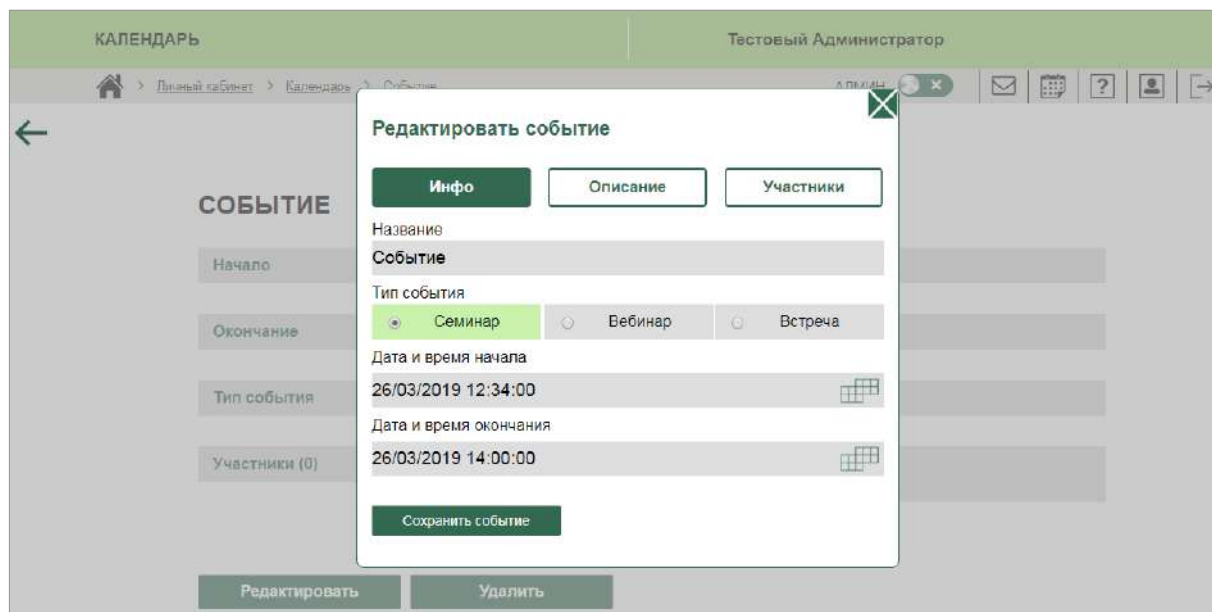 КАЛЕНДАРЬ
Тестовый Администратор
> Личный кабинет > Календарь > Событие
АДМИН
Редактировать событие
Инфо Описание Участники
СОБЫТИЕ
Название
Событие
Начало
Тип события
Семинар Вебинар Встреча
Окончание
Дата и время начала
26/03/2019 12:34:00
Тип события
Дата и время окончания
26/03/2019 14:00:00
Участники (0)
Сохранить событие
Редактировать Удалить